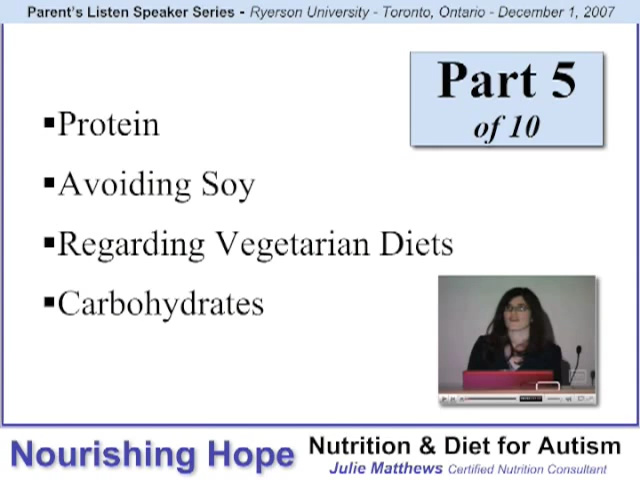 Parent's Listen Speaker Series - Ryerson University - Toronto, Ontario - December 1, 2007
Part 5
of 10
▪Protein
▪Avoiding Soy
▪Regarding Vegetarian Diets
▪Carbohydrates
Nourishing Hope
Nutrition & Diet for Autism
Julie Matthews Certified Nutrition Consultant